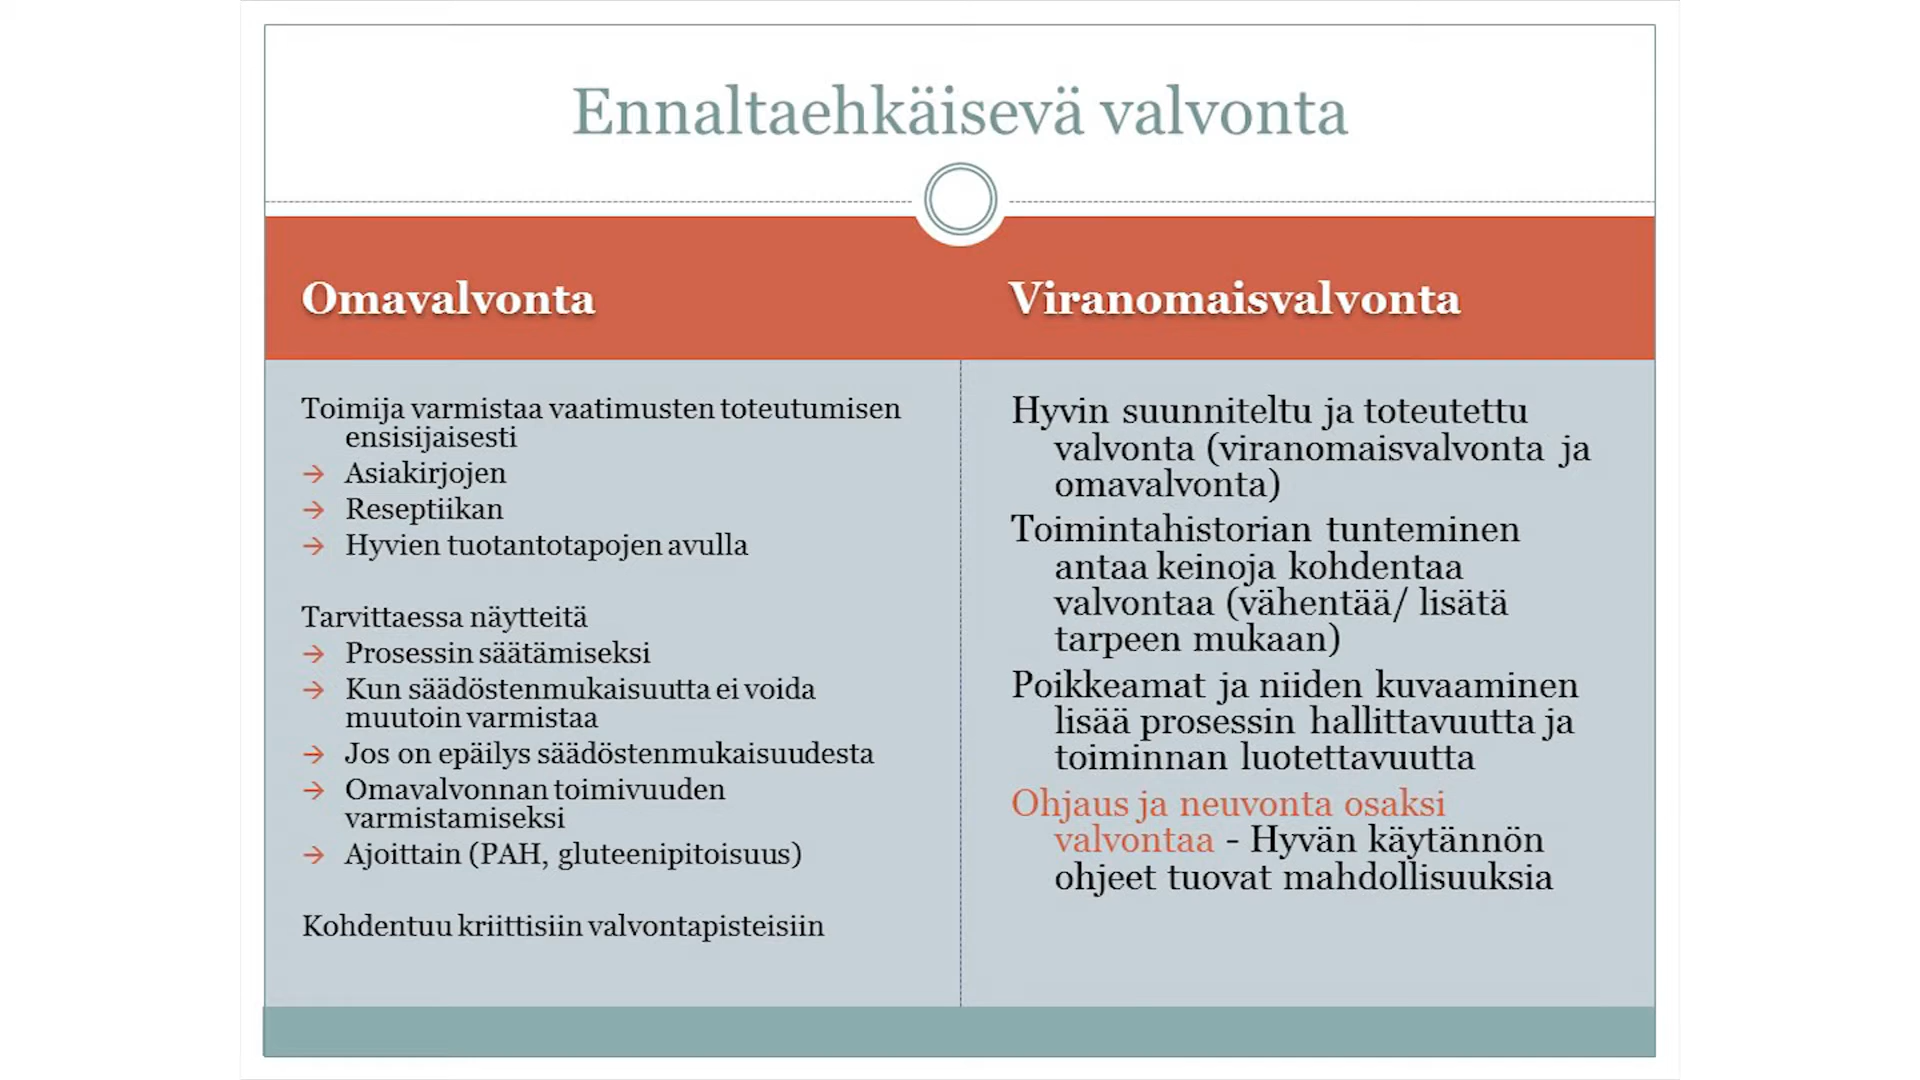 Ennaltaehkäisevä valvonta
Omavalvonta
Toimija varmistaa vaatimusten toteutumisen
ensisijaisesti
→ Asiakirjojen
→ Reseptiikan
→ Hyvien tuotantotapojen avulla
Tarvittaessa näytteitä
→ Prosessin säätämiseksi
→ Kun säädöstenmukaisuutta ei voida
muutoin varmistaa
→ Jos on epäilys säädöstenmukaisuudesta
→ Omavalvonnan toimivuuden
varmistamiseksi
→ Ajoittain (PAH, gluteenipitoisuus)
Kohdentuu kriittisiin valvontapisteisiin
Viranomaisvalvonta
Hyvin suunniteltu ja toteutettu
valvonta (viranomaisvalvonta ja
omavalvonta)
Toimintahistorian tunteminen
antaa keinoja kohdentaa
valvontaa (vähentää/ lisätä
tarpeen mukaan)
Poikkeamat ja niiden kuvaaminen
lisää prosessin hallittavuutta ja
toiminnan luotettavuutta
Ohjaus ja neuvonta osaksi
valvontaa - Hyvän käytännön
ohjeet tuovat mahdollisuuksia